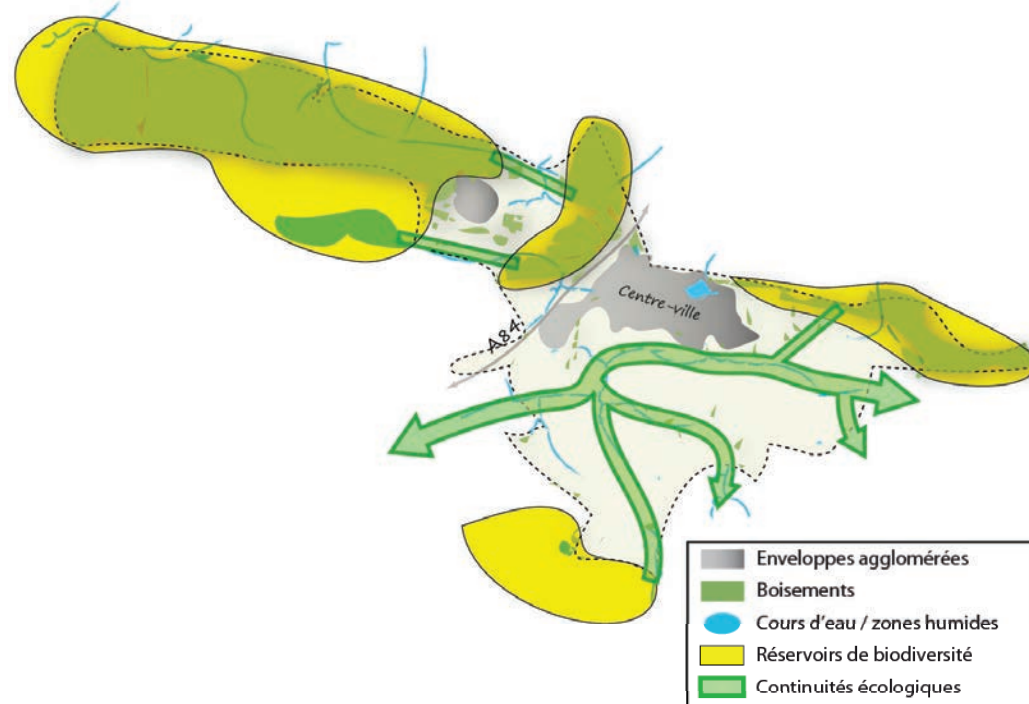 Centre-ville
A84
Enveloppes agglomérées
Boisements
Cours d'eau / zones humides
Réservoirs de biodiversité
Continuités écologiques